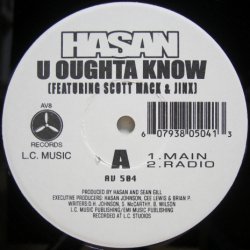 HASAN
U OUGHTA KNOW
(FEATURING SCOTT MACK & JINX)
AV8
RECORDS
L.C. MUSIC
6 07938 05041 3
A
AV 504
1.MAIN
2.RADIO
PRODUCED BY HASAN AND SEAN GILL
EXECUTIVE PRODUCERS: HASAN JOHNSON, CEE LEWIS & BRIAN P.
WRITERS: H. JOHNSON, S. McCARTHY, B. WILSON
L.C. MUSIC PUBLISHING/EMI MUSIC PUBLISHING
RECORDED AT L.C. STUDIOS